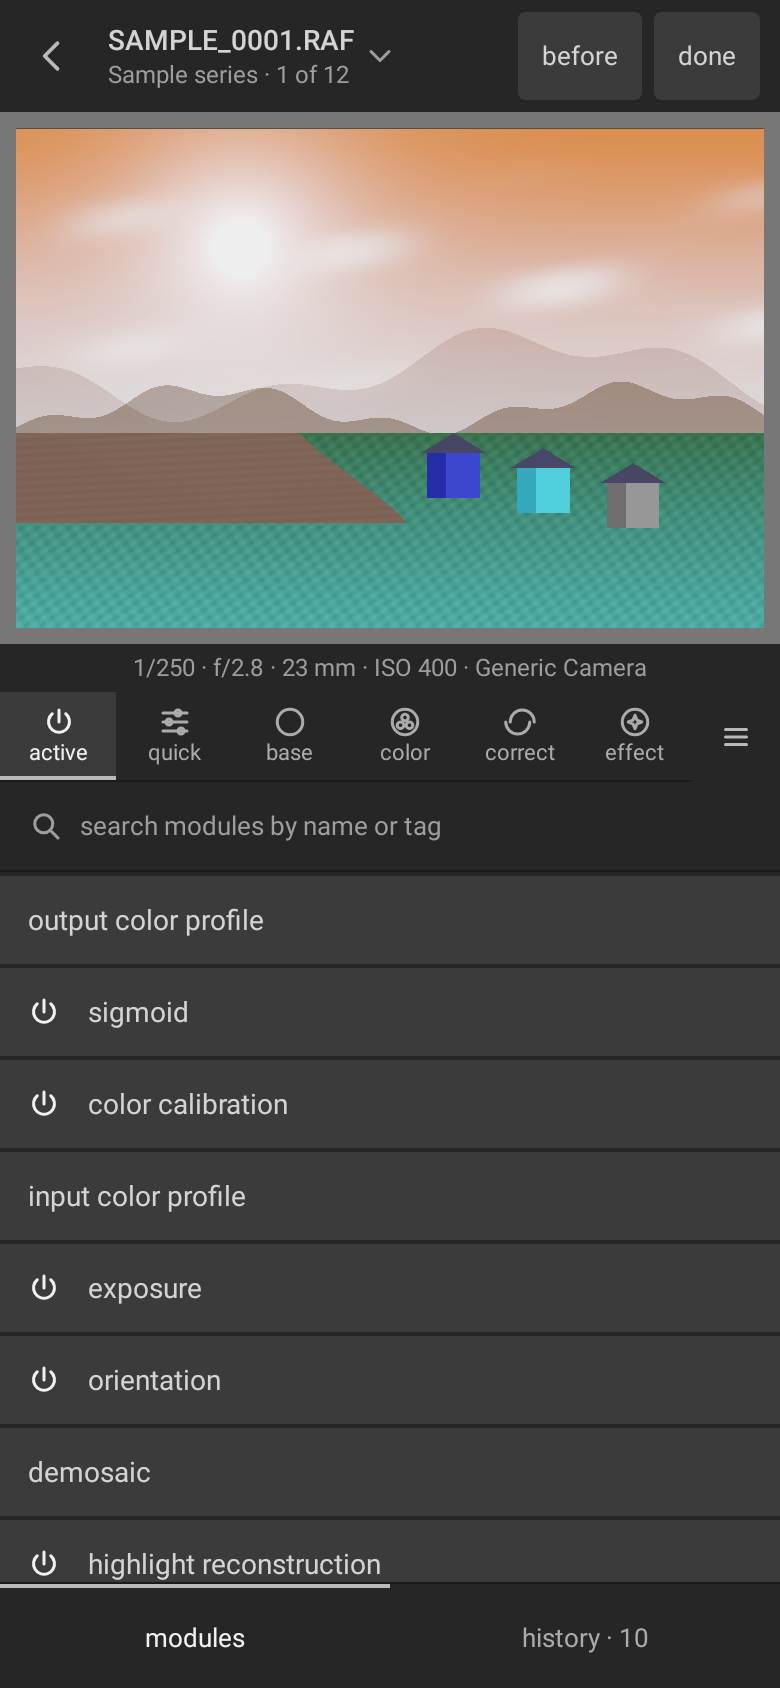 SAMPLE_0001.RAF
Sample series · 1 of 12
before
done
1/250 · f/2.8 · 23 mm · ISO 400 · Generic Camera
active
quick
base
color
correct
effect
search modules by name or tag
output color profile
sigmoid
color calibration
input color profile
exposure
orientation
demosaic
highlight reconstruction
modules
history · 10